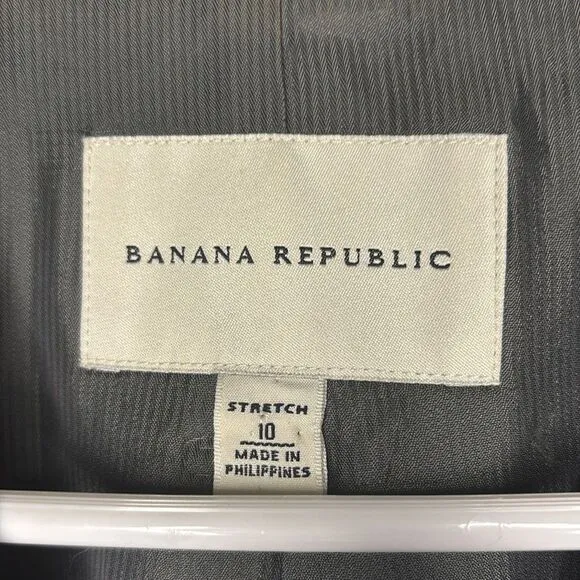 BANANA REPUBLIC
STRETCH
10
MADE IN
PHILIPPINES